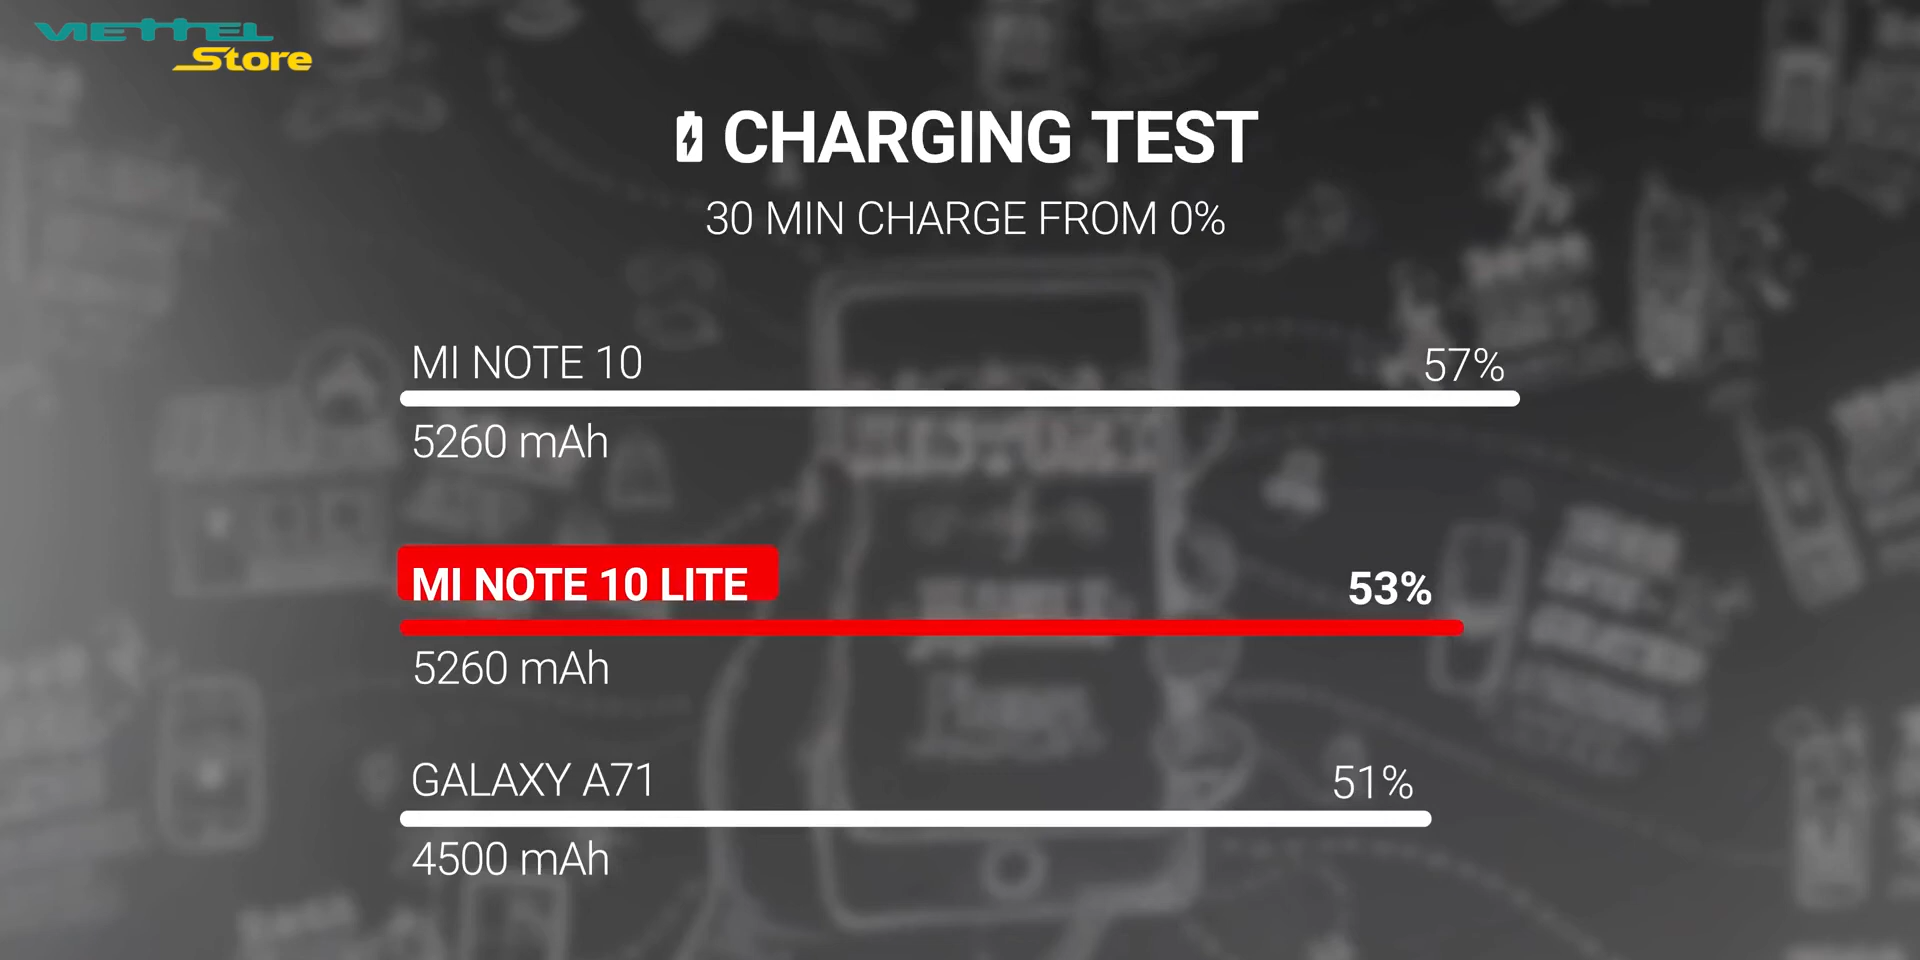 VIETTEL
Store
CHARGING TEST
30 MIN CHARGE FROM 0%
MI NOTE 10
57%
5260 mAh
MI NOTE 10 LITE
53%
5260 mAh
GALAXY A71
51%
4500 mAh